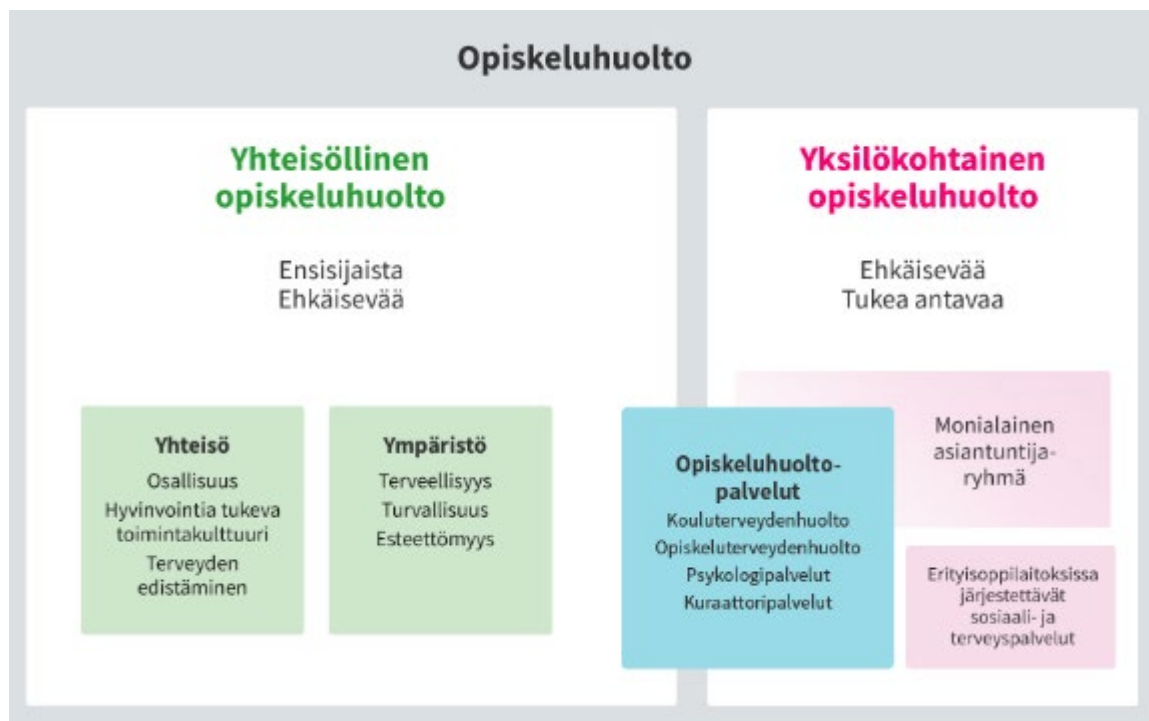 Opiskeluhuolto
Yhteisöllinen
opiskeluhuolto
Ensisijaista
Ehkäisevää
Yhteisö
Osallisuus
Hyvinvointia tukeva
toimintakulttuuri
Terveyden
edistäminen
Ympäristö
Terveellisyys
Turvallisuus
Esteettömyys
Opiskeluhuolto-
palvelut
Kouluterveydenhuolto
Opiskeluterveydenhuolto
Psykologipalvelut
Kuraattoripalvelut
Yksilökohtainen
opiskeluhuolto
Ehkäisevää
Tukea antavaa
Monialainen
asiantuntija-
ryhmä
Erityisoppilaitoksissa
järjestettävät
sosiaali- ja
terveyspalvelut